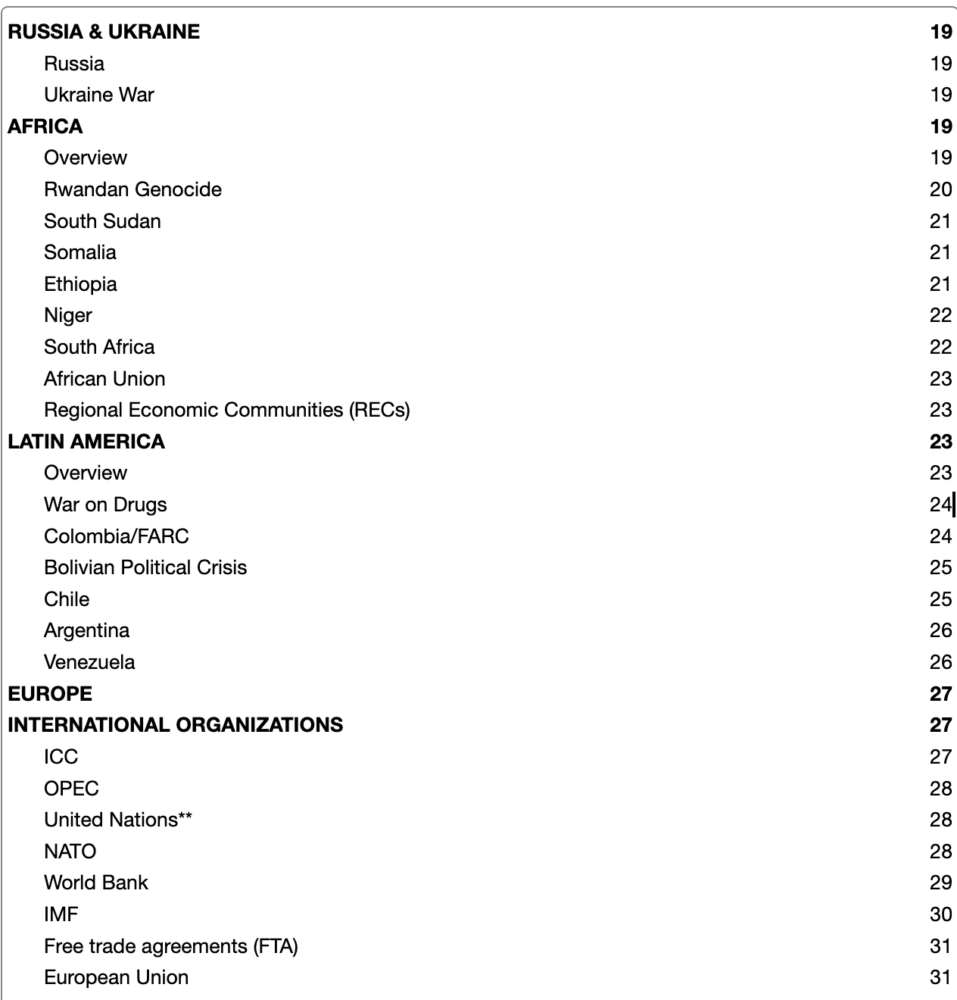 RUSSIA & UKRAINE 19
Russia 19
Ukraine War 19
AFRICA 19
Overview 19
Rwandan Genocide 20
South Sudan 21
Somalia 21
Ethiopia 21
Niger 22
South Africa 22
African Union 23
Regional Economic Communities (RECs) 23
LATIN AMERICA 23
Overview 23
War on Drugs 24
Colombia/FARC 24
Bolivian Political Crisis 25
Chile 25
Argentina 26
Venezuela 26
EUROPE 27
INTERNATIONAL ORGANIZATIONS 27
ICC 27
OPEC 28
United Nations** 28
NATO 28
World Bank 29
IMF 30
Free trade agreements (FTA) 31
European Union 31